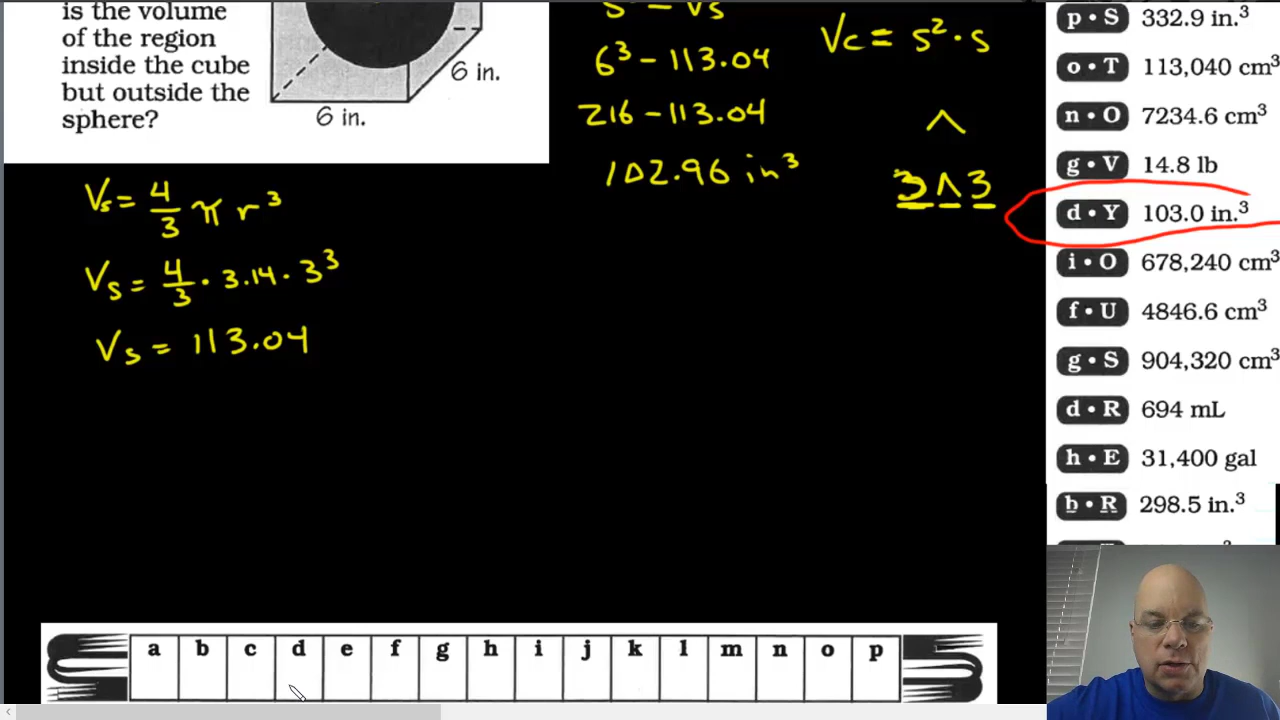 is the volume
of the region
inside the cube
but outside the
sphere?
6 in.
6 in.
6³ - 113.04
216 - 113.04
102.96 in³
Vc = s² · s
^
3 ^ 3
Vs = 4/3 π r³
Vs = 4/3 · 3.14 · 3³
Vs = 113.04
p • S 332.9 in.³
o • T 113,040 cm³
n • O 7234.6 cm³
g • V 14.8 lb
d • Y 103.0 in.³
i • O 678,240 cm³
f • U 4846.6 cm³
g • S 904,320 cm³
d • R 694 mL
h • E 31,400 gal
b • R 298.5 in.³
a b c d e f g h i j k l m n o p